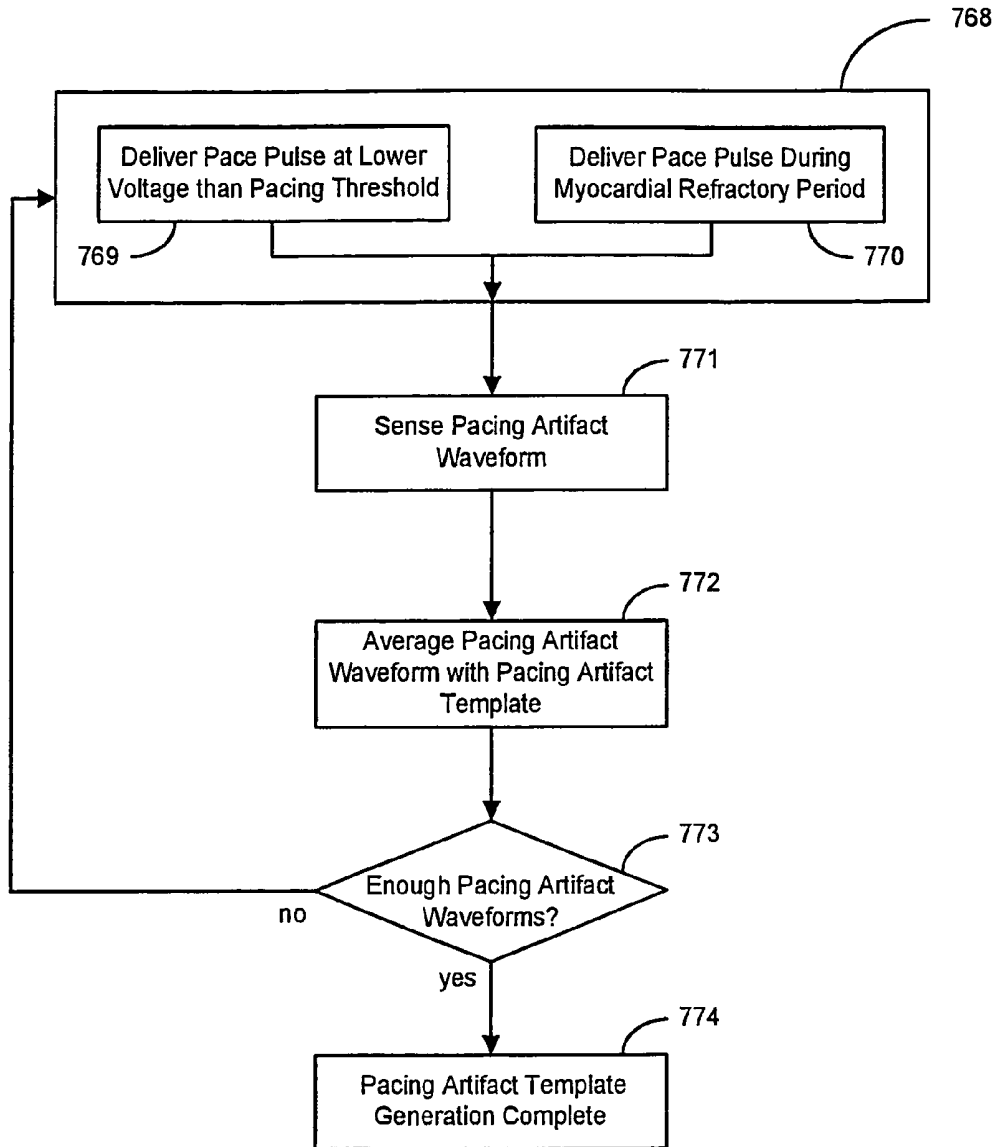 768
Deliver Pace Pulse at Lower
Voltage than Pacing Threshold
Deliver Pace Pulse During
Myocardial Refractory Period
769
770
771
Sense Pacing Artifact
Waveform
772
Average Pacing Artifact
Waveform with Pacing Artifact
Template
773
Enough Pacing Artifact
Waveforms?
no
yes
774
Pacing Artifact Template
Generation Complete